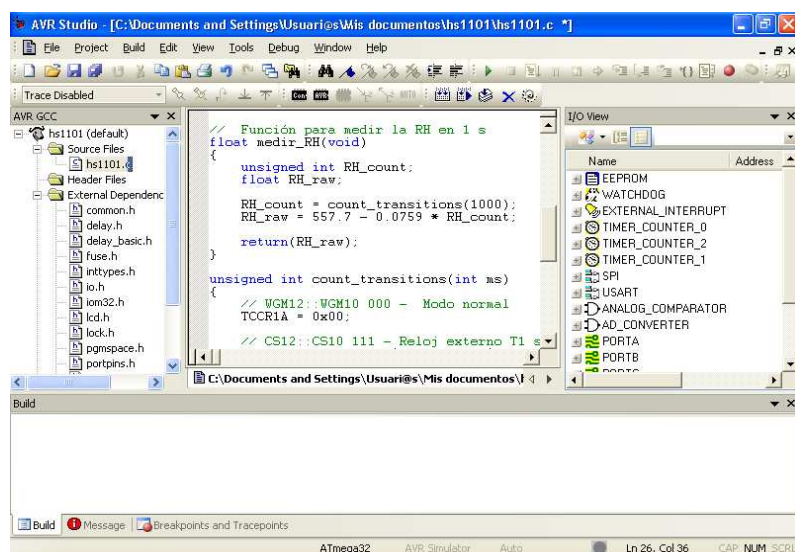 AVR Studio - [C:\Documents and Settings\Usuari@s\Mis documentos\hs1101\hs1101.c *]
File Project Build Edit View Tools Debug Window Help
Trace Disabled
AVR GCC
hs1101 (default)
Source Files
hs1101.c
Header Files
External Dependenc
common.h
delay.h
delay_basic.h
fuse.h
inttypes.h
io.h
iom32.h
lcd.h
lock.h
pgmspace.h
portpins.h
// Función para medir la RH en 1 s
float medir_RH(void)
{
unsigned int RH_count;
float RH_raw;
RH_count = count_transitions(1000);
RH_raw = 557.7 - 0.0759 * RH_count;
return(RH_raw);
}
unsigned int count_transitions(int ms)
{
// WGM12::WGM10 000 - Modo normal
TCCR1A = 0x00;
// CS12::CS10 111 - Reloj externo T1 s
C:\Documents and Settings\Usuari@s\Mis documentos\
I/O View
Name Address
EEPROM
WATCHDOG
EXTERNAL_INTERRUPT
TIMER_COUNTER_0
TIMER_COUNTER_2
TIMER_COUNTER_1
SPI
USART
ANALOG_COMPARATOR
AD_CONVERTER
PORTA
PORTB
PORTC
Build
Build Message Breakpoints and Tracepoints
ATmega32 AVR Simulator Auto Ln 26, Col 36 CAP NUM SCRL